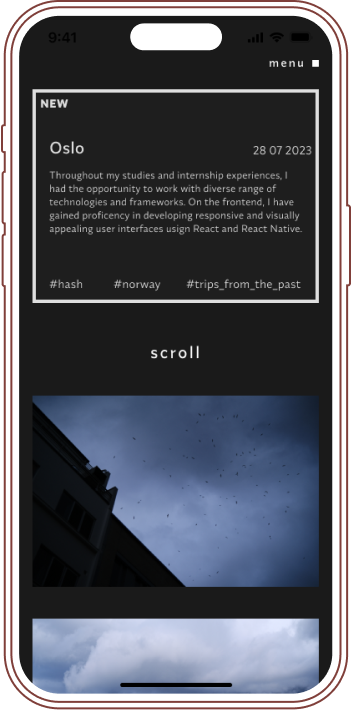 9:41
menu
NEW
Oslo
28 07 2023
Throughout my studies and internship experiences, I
had the opportunity to work with diverse range of
technologies and frameworks. On the frontend, I have
gained proficency in developing responsive and visually
appealing user interfaces usign React and React Native.
#hash #norway #trips_from_the_past
scroll